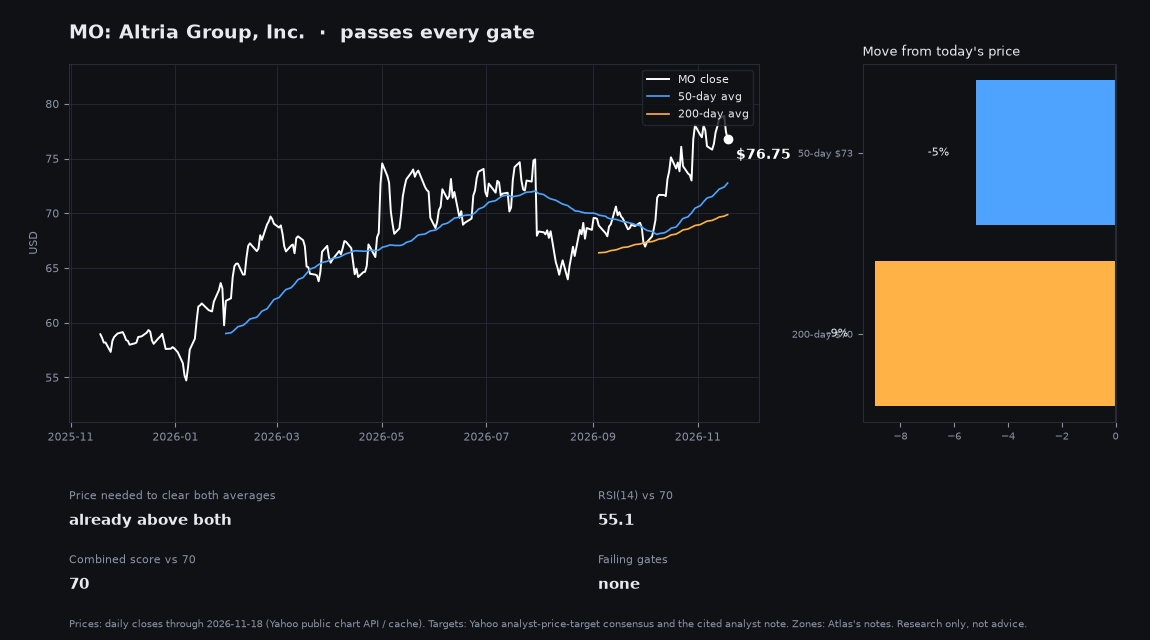 MO: Altria Group, Inc. · passes every gate
Move from today's price
MO close
50-day avg
200-day avg
80
75
70
65
60
55
USD
$76.75
50-day $73
-5%
200-day $70
-9%
2025-11
2026-01
2026-03
2026-05
2026-07
2026-09
2026-11
−8
−6
−4
−2
0
Price needed to clear both averages
already above both
RSI(14) vs 70
55.1
Combined score vs 70
70
Failing gates
none
Prices: daily closes through 2026-11-18 (Yahoo public chart API / cache). Targets: Yahoo analyst-price-target consensus and the cited analyst note. Zones: Atlas's notes. Research only, not advice.